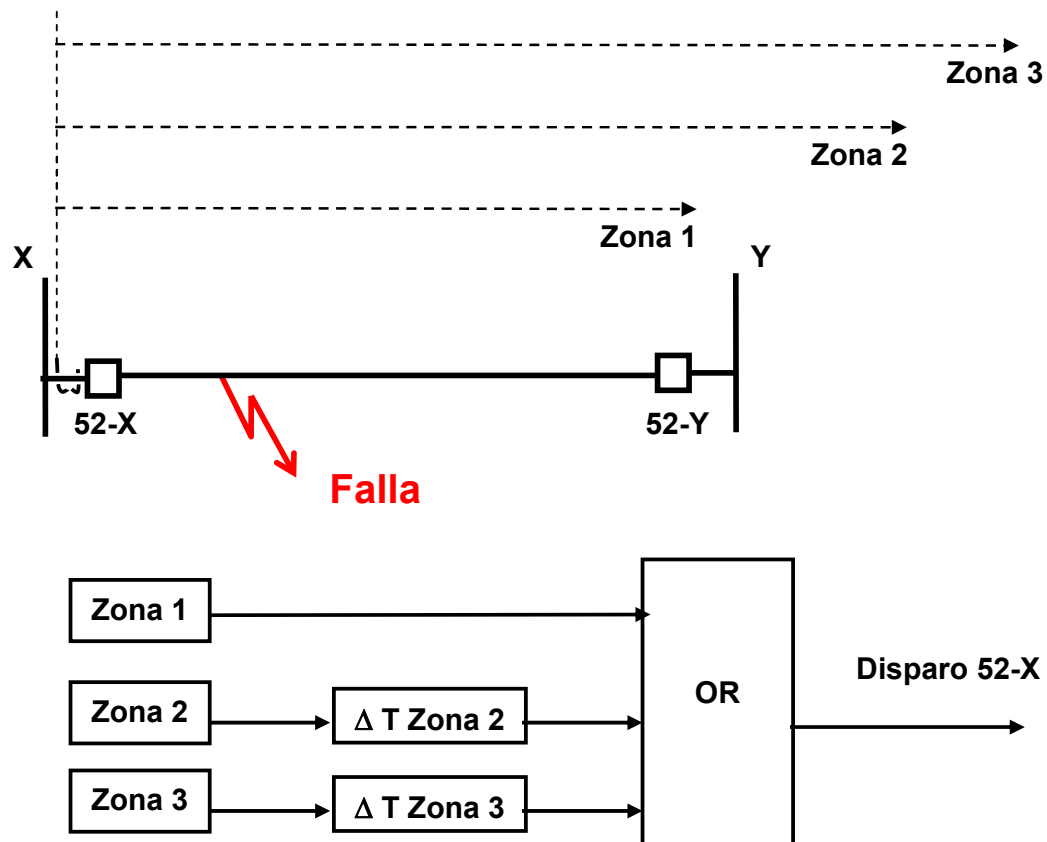 Zona 3
Zona 2
Zona 1
X
Y
52-X
52-Y
Falla
Zona 1
Zona 2
Δ T Zona 2
Zona 3
Δ T Zona 3
OR
Disparo 52-X